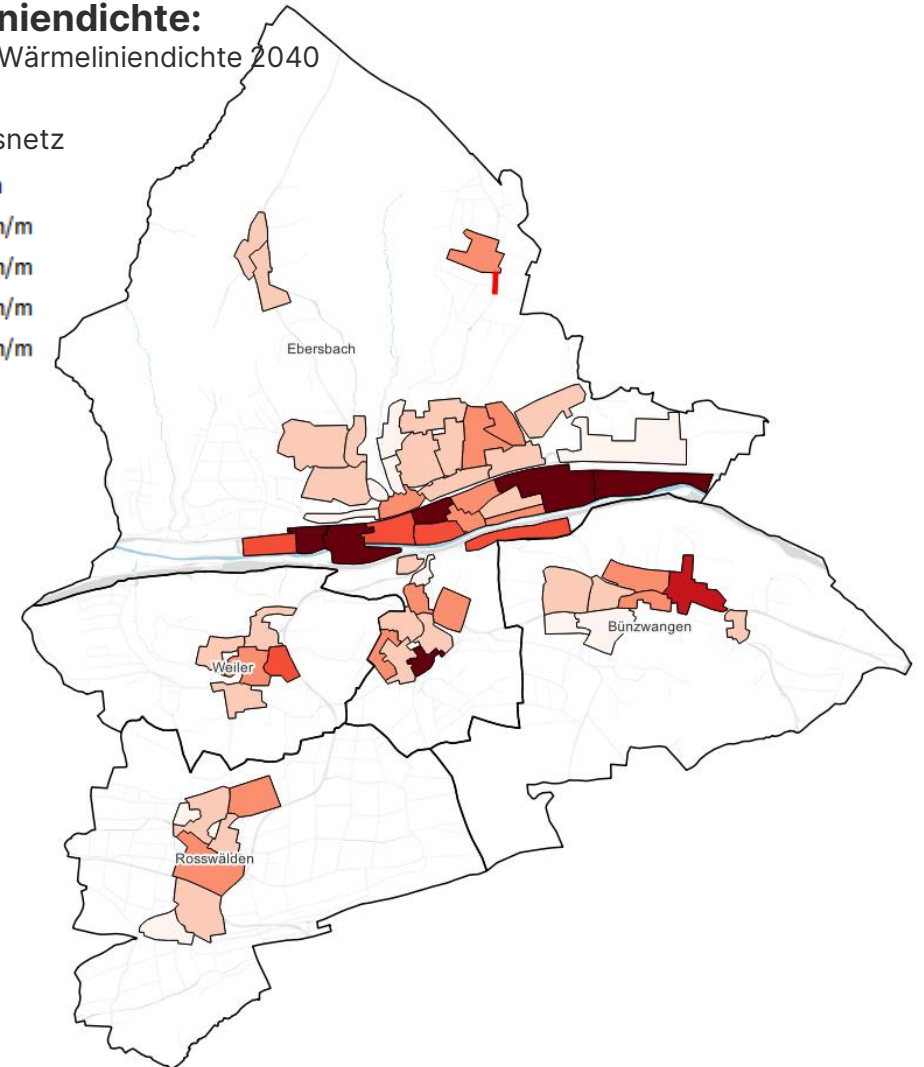 niendichte:
Wärmeliniendichte 2040
snetz
n/m
n/m
n/m
n/m
Ebersbach
Bünzwangen
Weiler
Rosswälden